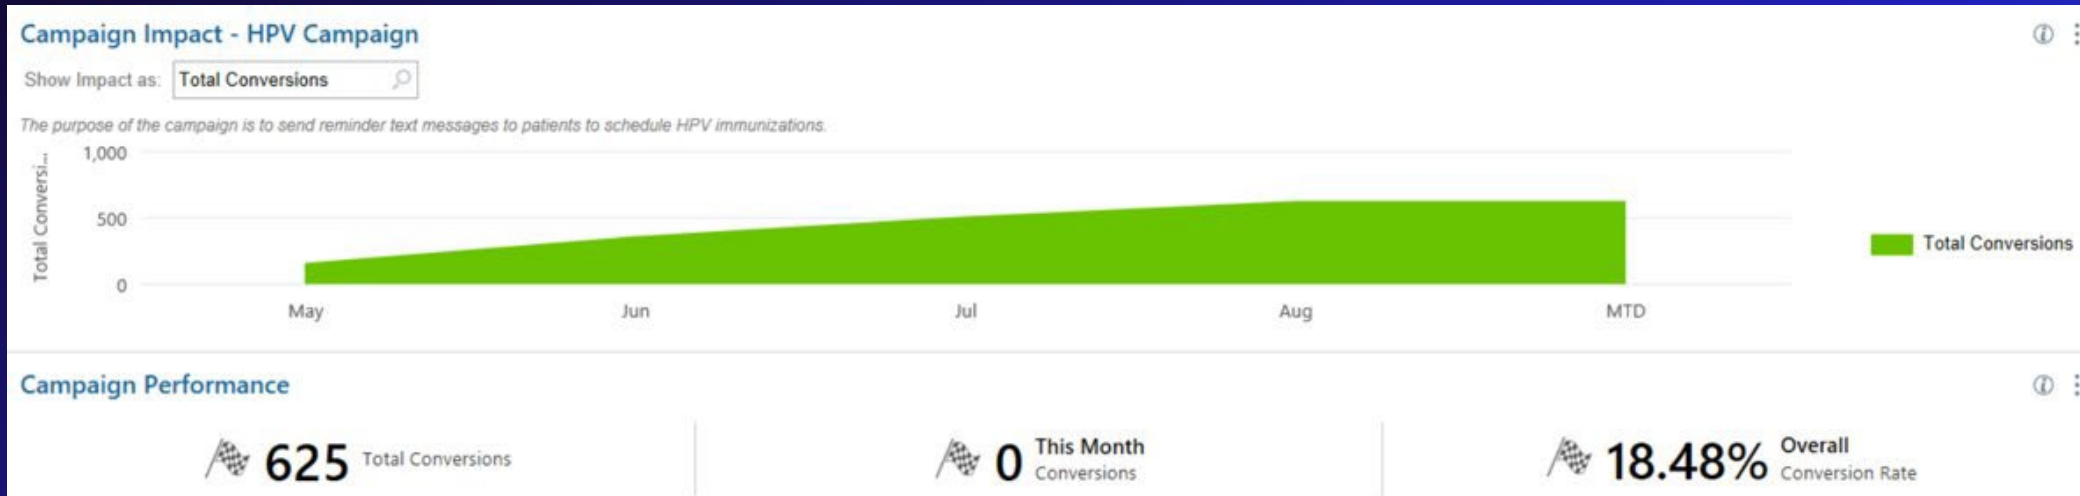 Campaign Impact - HPV Campaign
Show Impact as: Total Conversions
The purpose of the campaign is to send reminder text messages to patients to schedule HPV immunizations.
Total Conversi...
1,000
500
0
May Jun Jul Aug MTD
Total Conversions
Campaign Performance
625 Total Conversions
0 This Month
Conversions
18.48% Overall
Conversion Rate